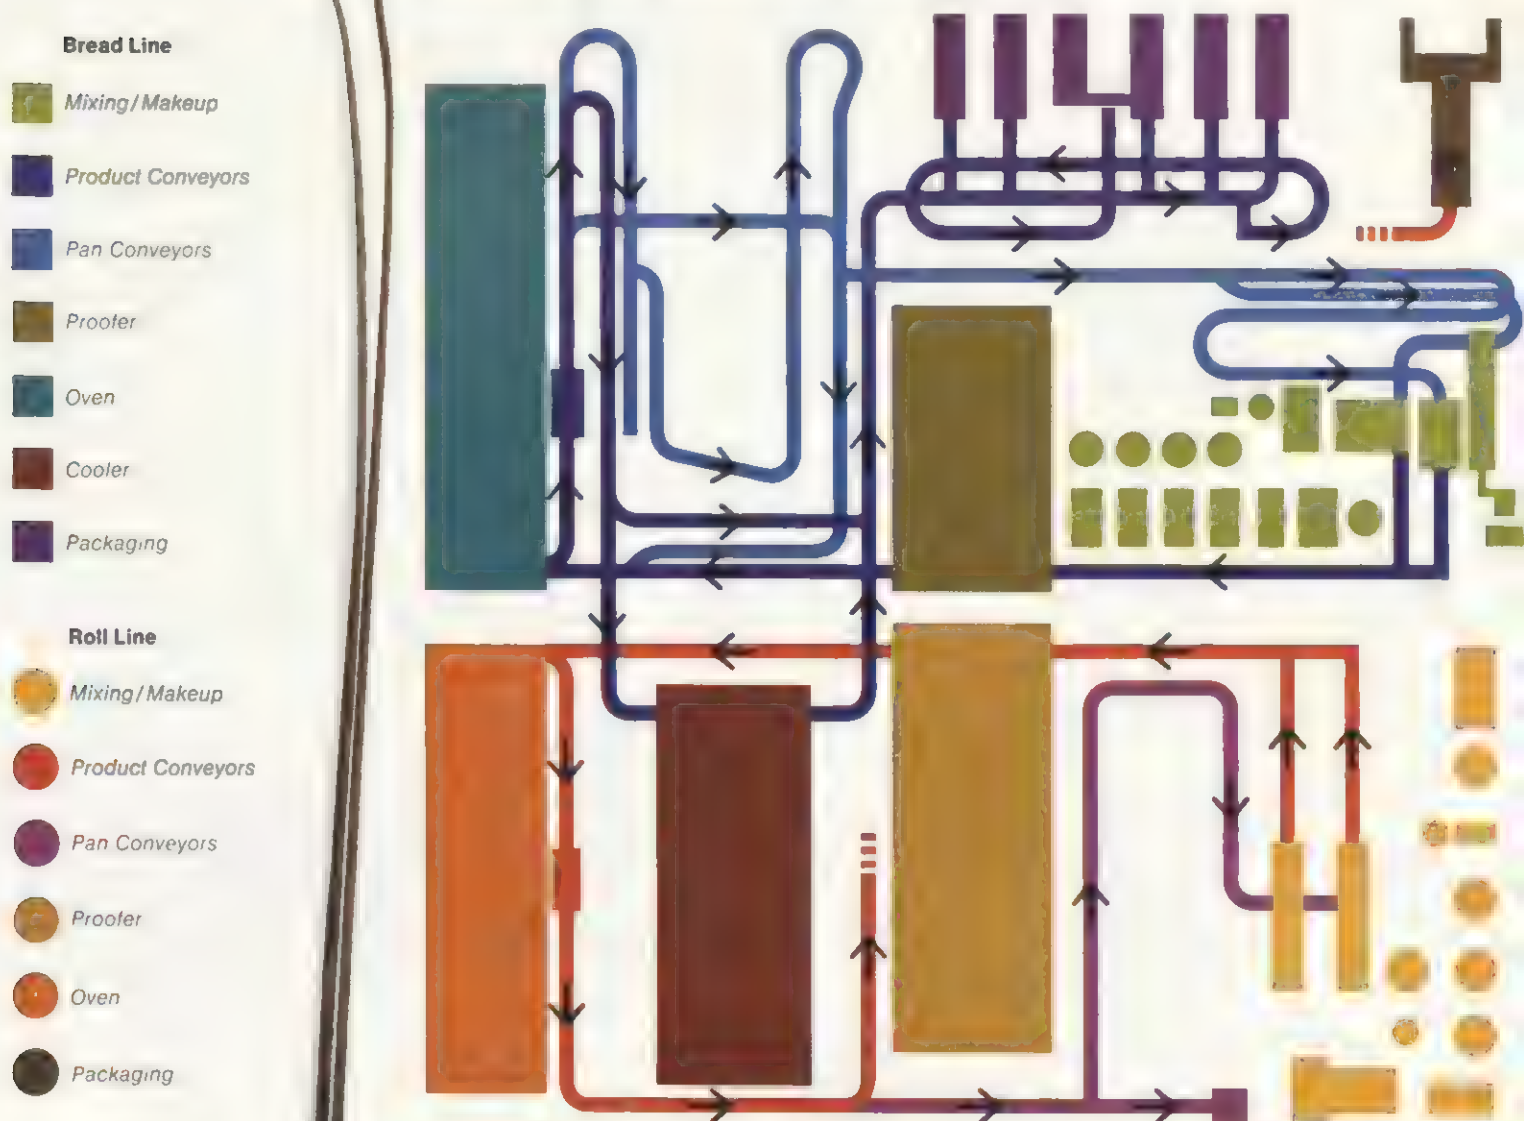 Bread Line
Mixing/Makeup
Product Conveyors
Pan Conveyors
Proofer
Oven
Cooler
Packaging
Roll Line
Mixing/Makeup
Product Conveyors
Pan Conveyors
Proofer
Oven
Packaging